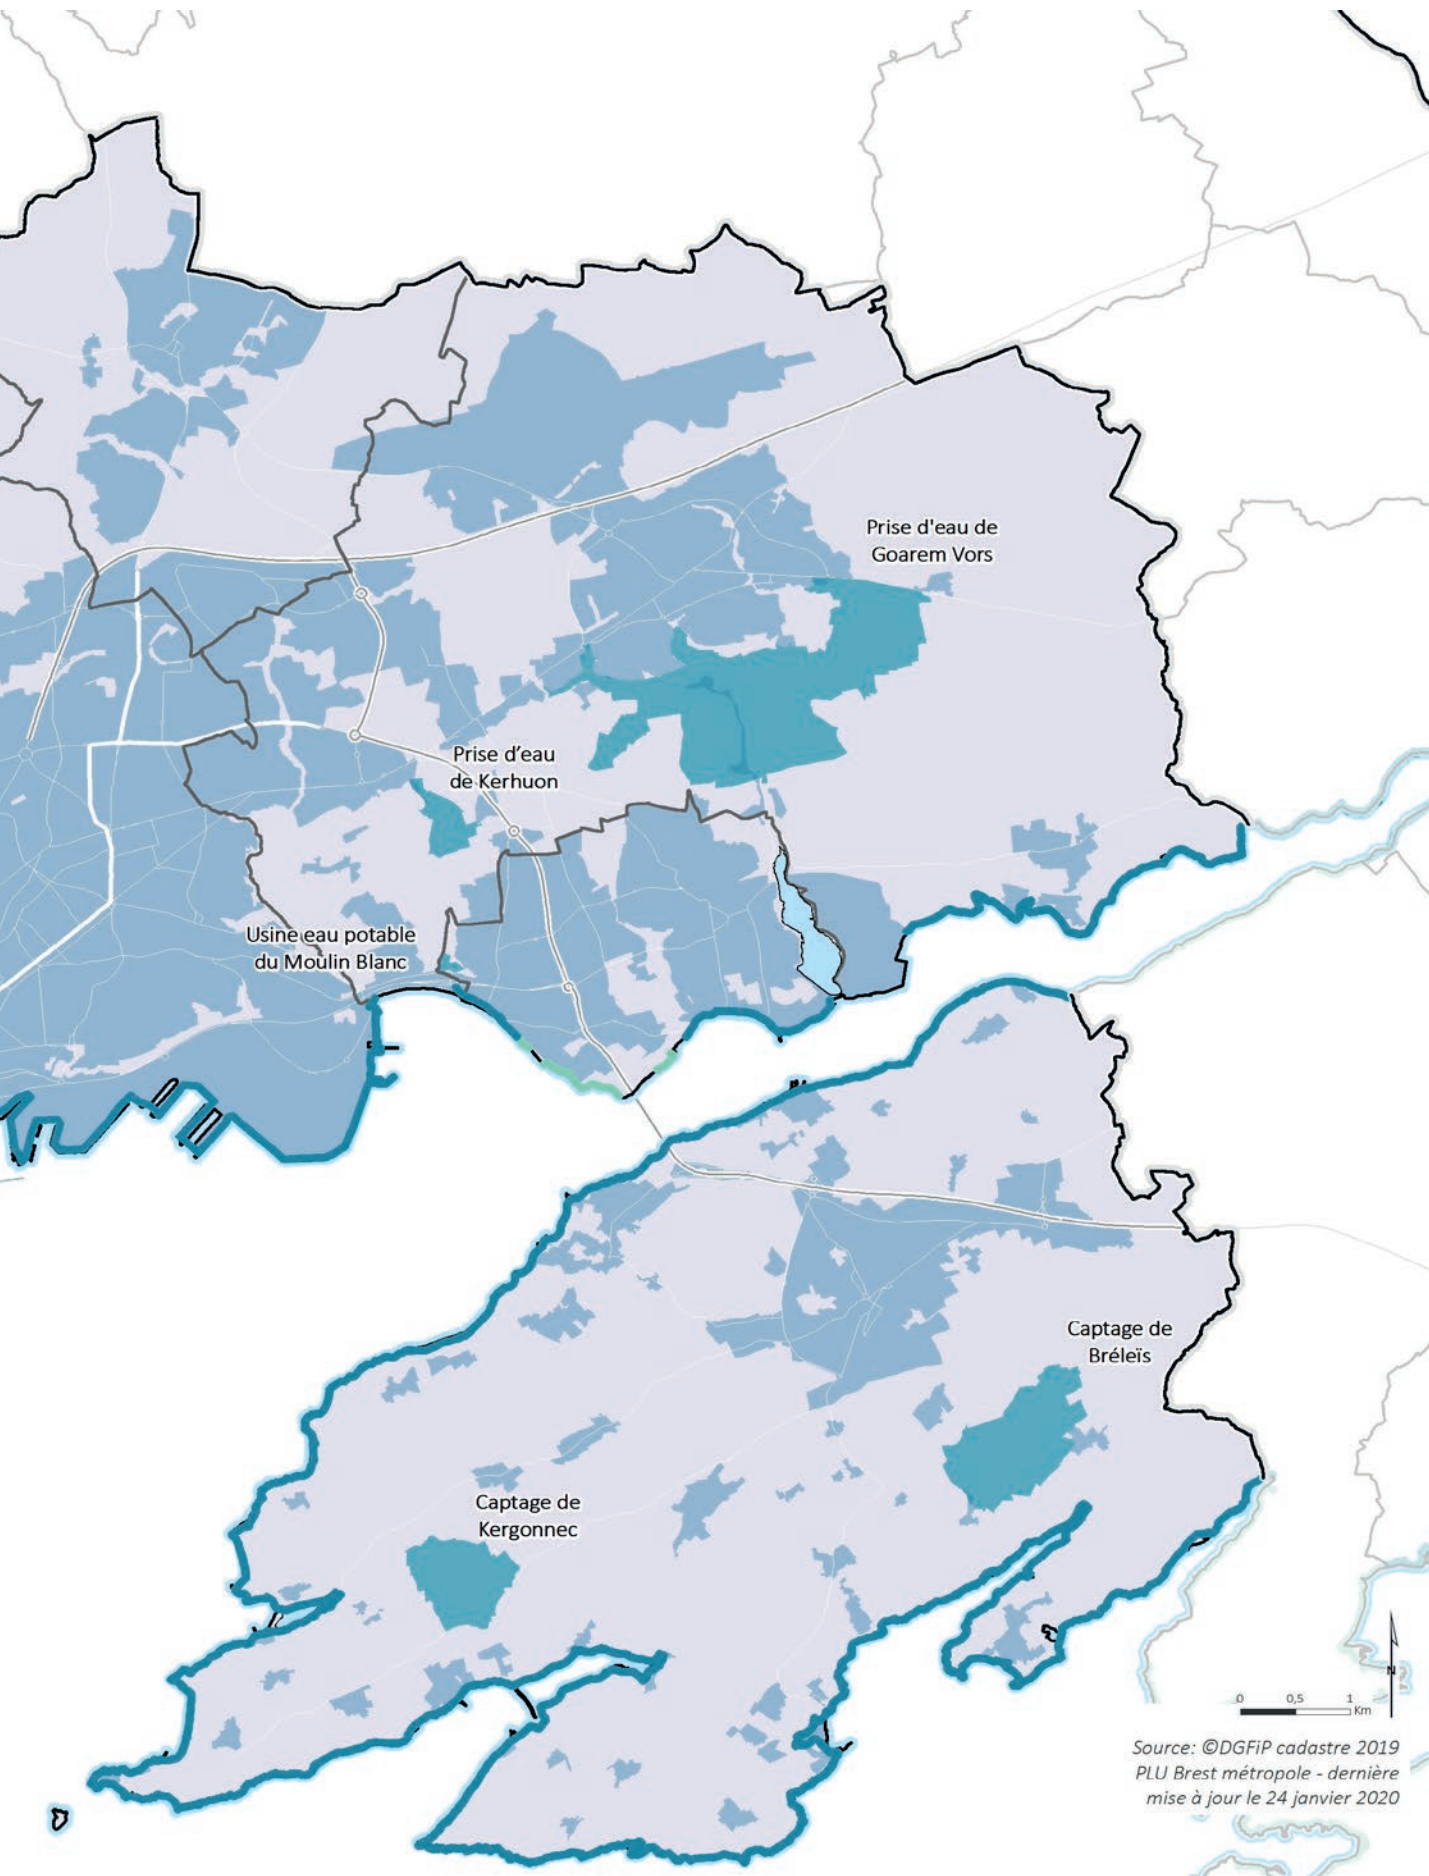 Prise d'eau de
Goarem Vors
Prise d’eau
de Kerhuon
Usine eau potable
du Moulin Blanc
Captage de
Bréleïs
Captage de
Kergonnec
N
0 0,5 1
Km
Source: ©DGFiP cadastre 2019
PLU Brest métropole - dernière
mise à jour le 24 janvier 2020